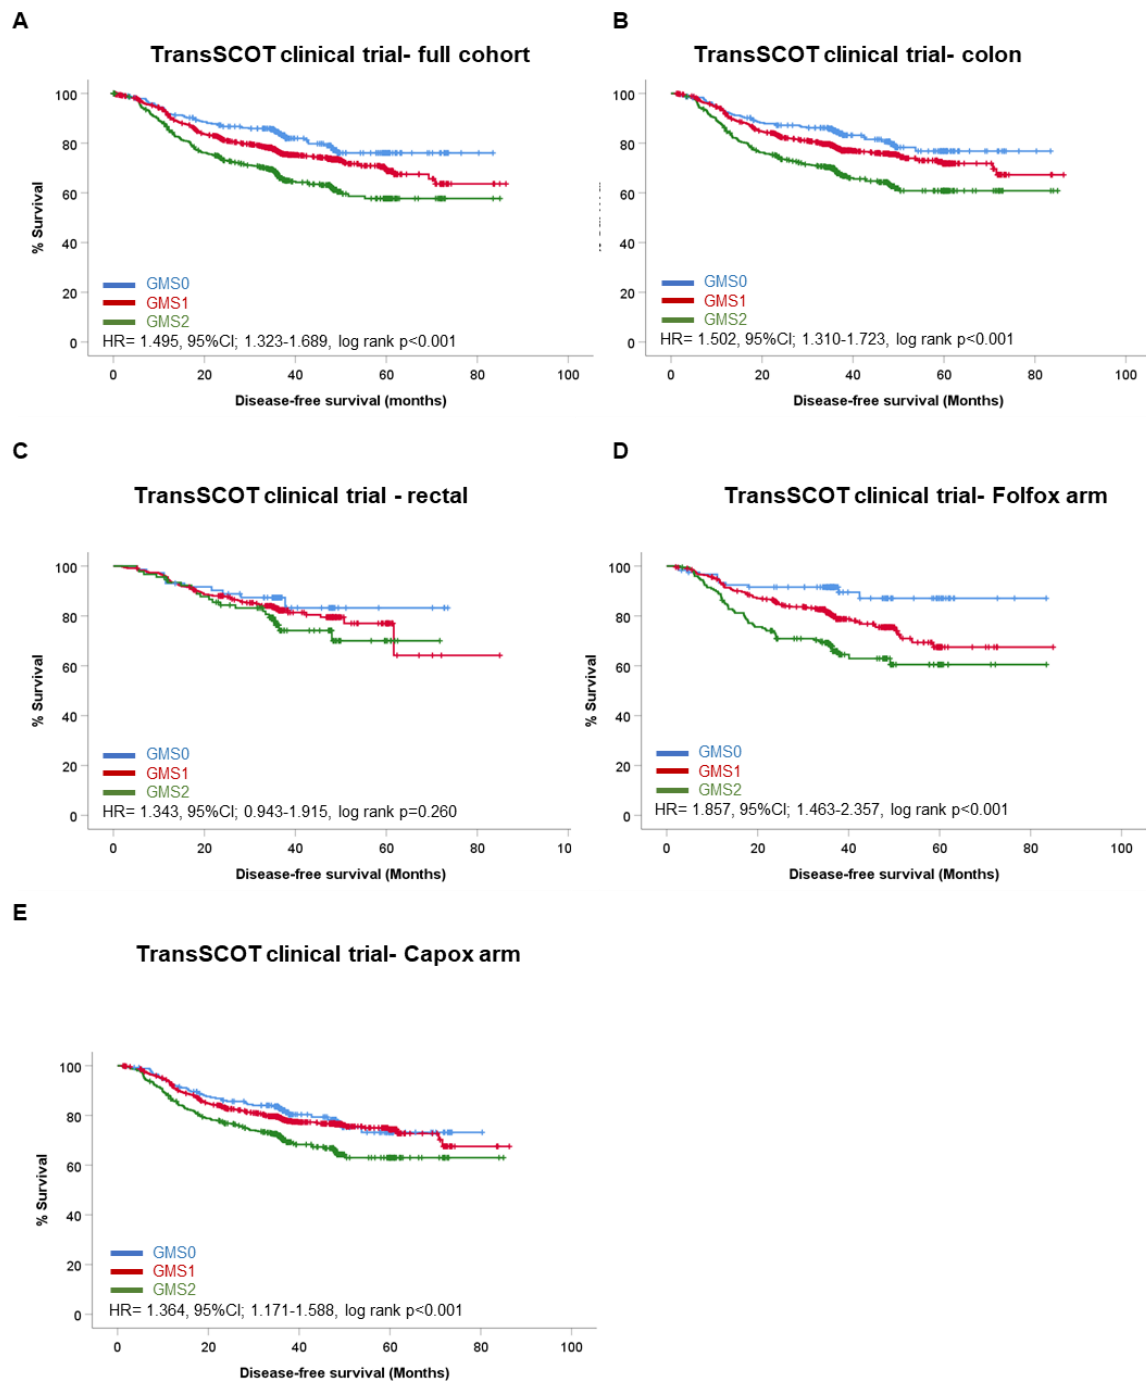 A
TransSCOT clinical trial- full cohort
100
80
60
40
20
0
% Survival
GMS0
GMS1
GMS2
HR= 1.495, 95%CI; 1.323-1.689, log rank p<0.001
0 20 40 60 80 100
Disease-free survival (months)
B
TransSCOT clinical trial- colon
100
80
60
40
20
0
GMS0
GMS1
GMS2
HR= 1.502, 95%CI; 1.310-1.723, log rank p<0.001
0 20 40 60 80 100
Disease-free survival (Months)
C
TransSCOT clinical trial - rectal
100
80
60
40
20
0
% Survival
GMS0
GMS1
GMS2
HR= 1.343, 95%CI; 0.943-1.915, log rank p=0.260
0 20 40 60 80 10
Disease-free survival (Months)
D
TransSCOT clinical trial- Folfox arm
100
80
60
40
20
0
% Survival
GMS0
GMS1
GMS2
HR= 1.857, 95%CI; 1.463-2.357, log rank p<0.001
0 20 40 60 80 100
Disease-free survival (Months)
E
TransSCOT clinical trial- Capox arm
100
80
60
40
20
0
% Survival
GMS0
GMS1
GMS2
HR= 1.364, 95%CI; 1.171-1.588, log rank p<0.001
0 20 40 60 80 100
Disease-free survival (Months)